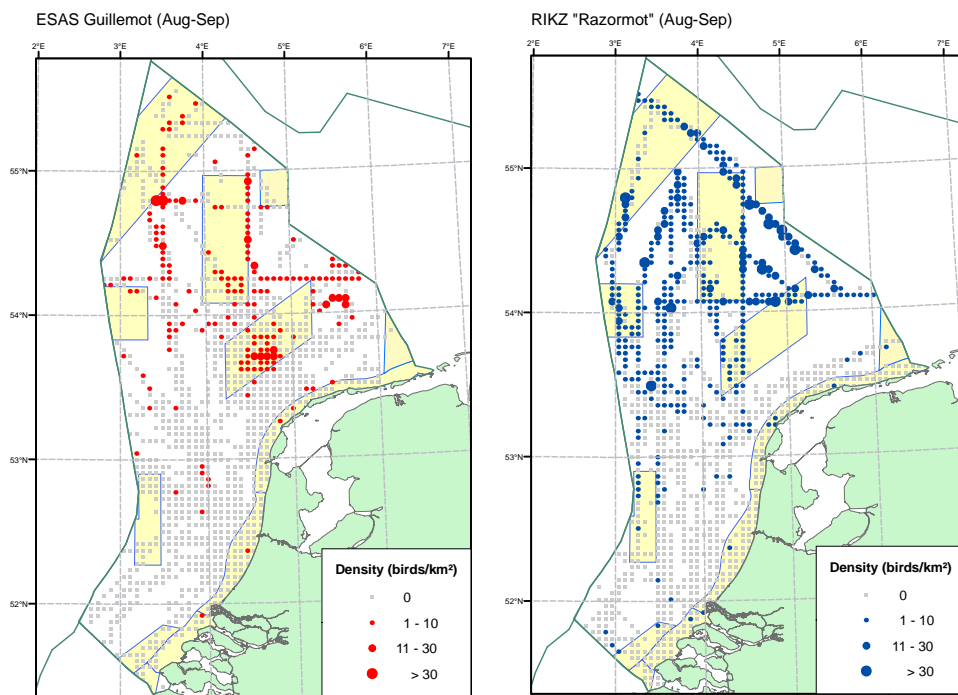 ESAS Guillemot (Aug-Sep)
2°E 3°E 4°E 5°E 6°E 7°E
55°N
54°N
53°N
52°N
Density (birds/km²)
0
1 - 10
11 - 30
> 30
RIKZ "Razormot" (Aug-Sep)
2°E 3°E 4°E 5°E 6°E 7°E
55°N
54°N
53°N
52°N
Density (birds/km²)
0
1 - 10
11 - 30
> 30